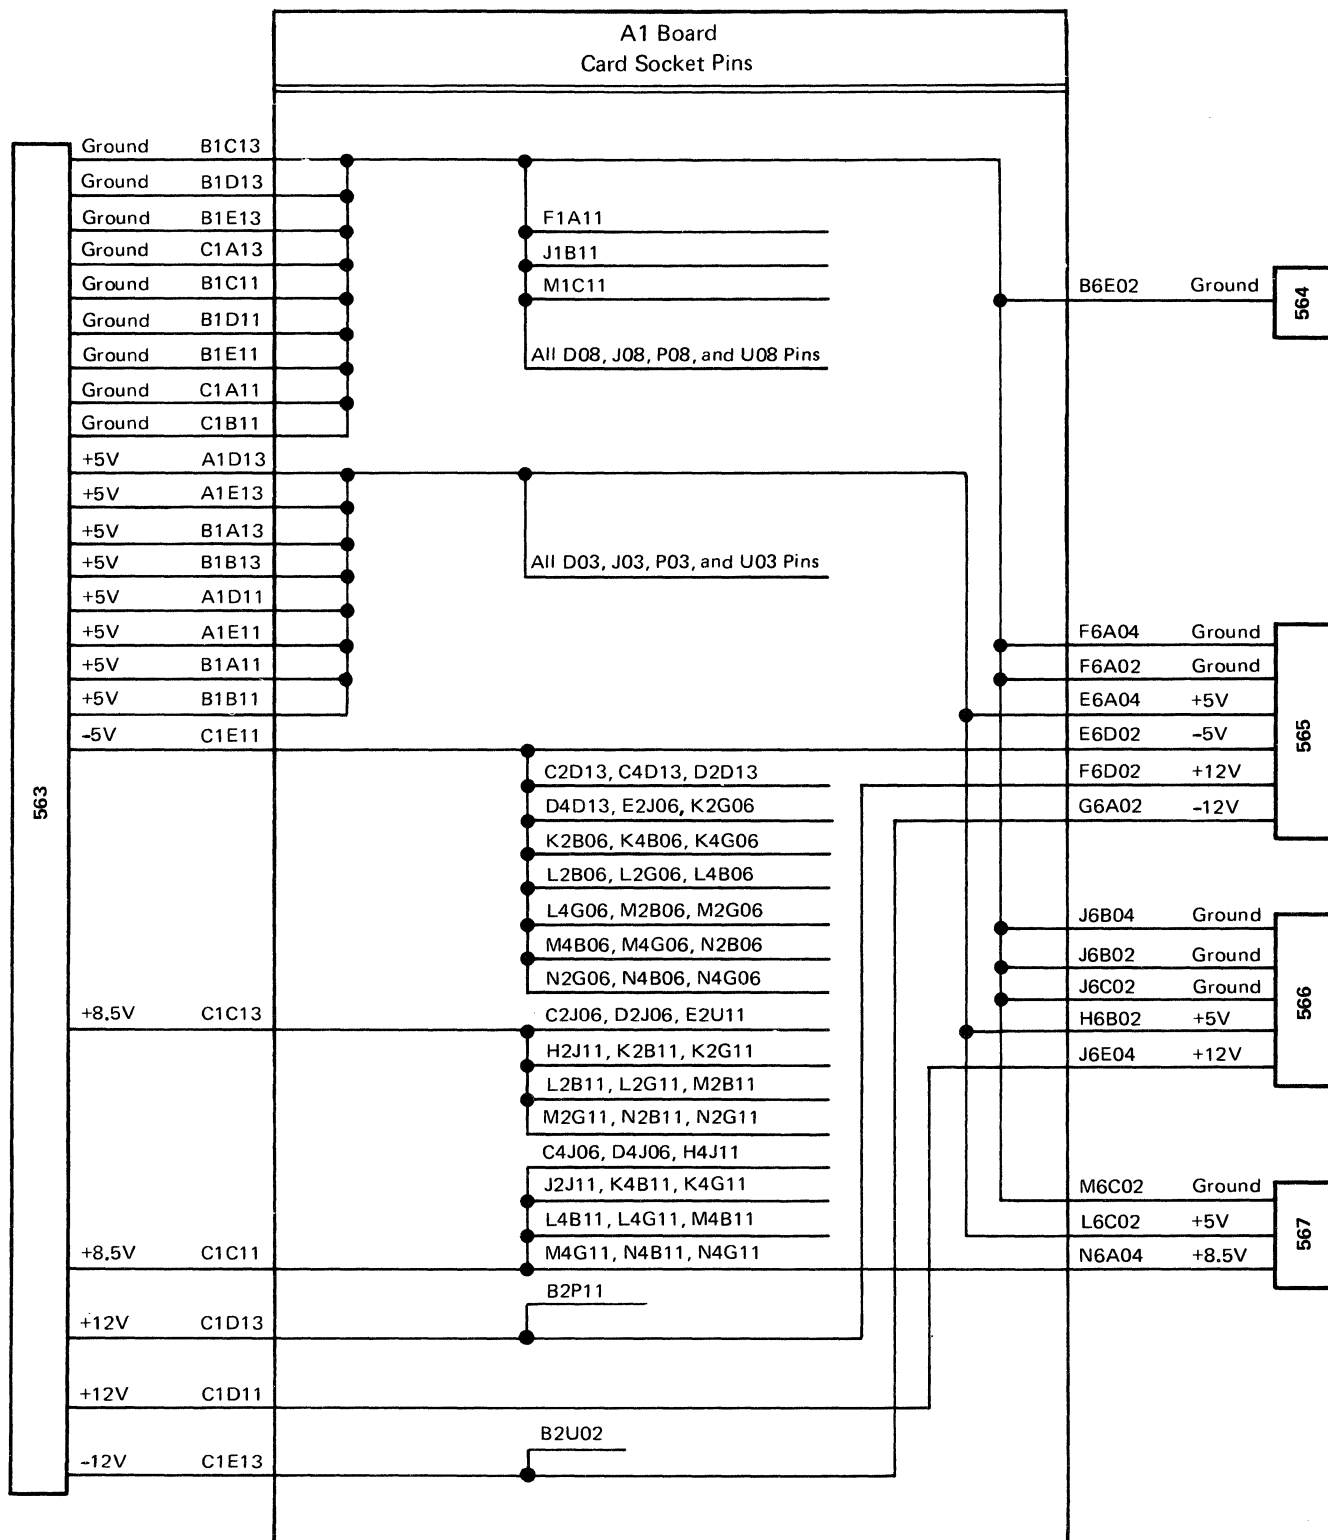 A1 Board
Card Socket Pins
Ground B1C13
Ground B1D13
Ground B1E13
Ground C1A13
Ground B1C11
Ground B1D11
Ground B1E11
Ground C1A11
Ground C1B11
+5V A1D13
+5V A1E13
+5V B1A13
+5V B1B13
+5V A1D11
+5V A1E11
+5V B1A11
+5V B1B11
-5V C1E11
563
+8.5V C1C13
+8.5V C1C11
+12V C1D13
+12V C1D11
-12V C1E13
F1A11
J1B11
M1C11
All D08, J08, P08, and U08 Pins
All D03, J03, P03, and U03 Pins
C2D13, C4D13, D2D13
D4D13, E2J06, K2G06
K2B06, K4B06, K4G06
L2B06, L2G06, L4B06
L4G06, M2B06, M2G06
M4B06, M4G06, N2B06
N2G06, N4B06, N4G06
C2J06, D2J06, E2U11
H2J11, K2B11, K2G11
L2B11, L2G11, M2B11
M2G11, N2B11, N2G11
C4J06, D4J06, H4J11
J2J11, K4B11, K4G11
L4B11, L4G11, M4B11
M4G11, N4B11, N4G11
B2P11
B2U02
B6E02 Ground
564
F6A04 Ground
F6A02 Ground
E6A04 +5V
E6D02 -5V
F6D02 +12V
G6A02 -12V
565
J6B04 Ground
J6B02 Ground
J6C02 Ground
H6B02 +5V
J6E04 +12V
566
M6C02 Ground
L6C02 +5V
N6A04 +8.5V
567